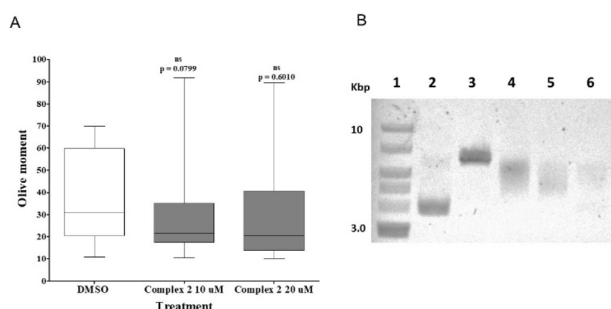 A
ns
p = 0.0799
ns
p = 0.6010
100
90
80
70
60
50
40
30
20
10
0
Olive moment
DMSO
Complex 2 10 uM
Complex 2 20 uM
Treatment
B
Kbp
1 2 3 4 5 6
10
3.0